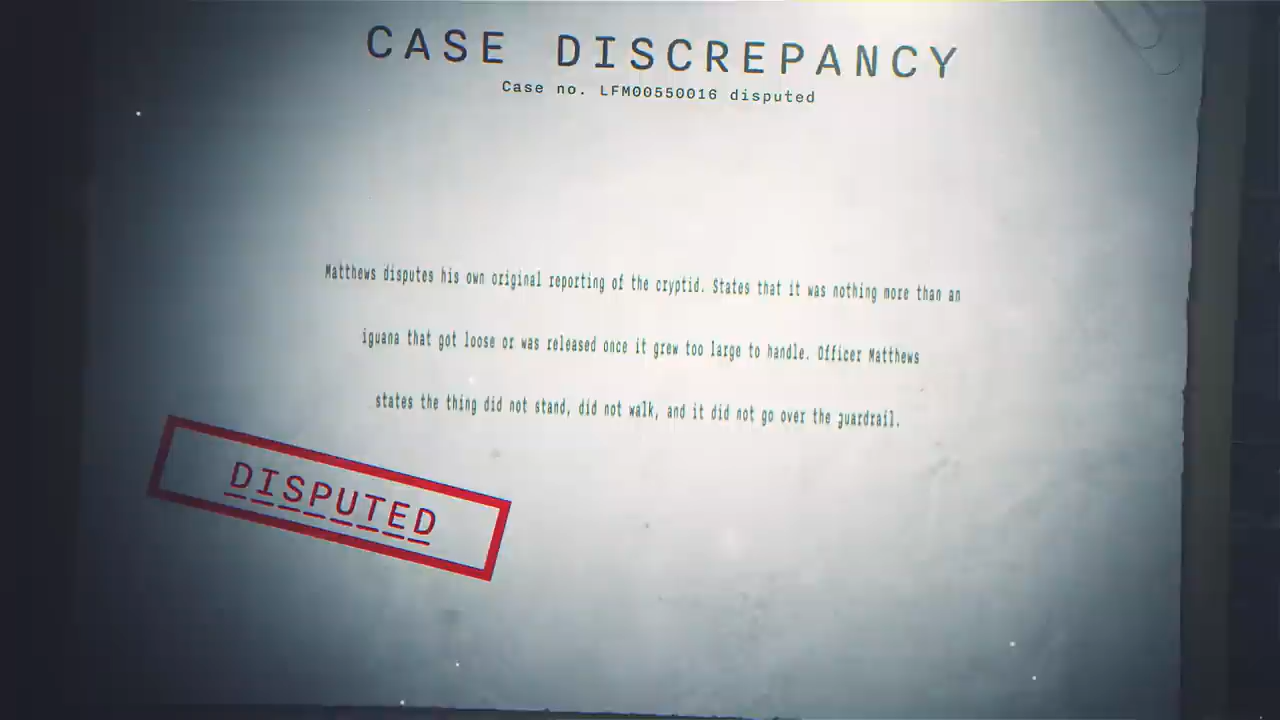 CASE DISCREPANCY
Case no. LFM00550016 disputed
Matthews disputes his own original reporting of the cryptid. States that it was nothing more than an
iguana that got loose or was released once it grew too large to handle. Officer Matthews
states the thing did not stand, did not walk, and it did not go over the guardrail.
DISPUTED